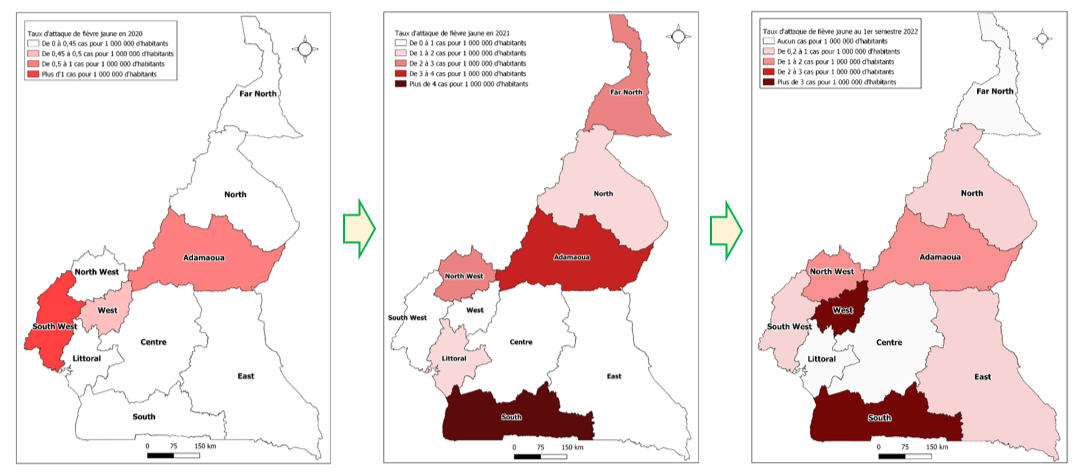 Taux d'attaque de fièvre jaune en 2020
De 0 à 0,45 cas pour 1 000 000 d'habitants
De 0,45 à 0,5 cas pour 1 000 000 d'habitants
De 0,5 à 1 cas pour 1 000 000 d'habitants
Plus d'1 cas pour 1 000 000 d'habitants
Far North
North
Adamaoua
North West
West
South West
Centre
Littoral
East
South
0 75 150 km
Taux d'attaque de fièvre jaune en 2021
De 0 à 1 cas pour 1 000 000 d'habitants
De 1 à 2 cas pour 1 000 000 d'habitants
De 2 à 3 cas pour 1 000 000 d'habitants
De 3 à 4 cas pour 1 000 000 d'habitants
Plus de 4 cas pour 1 000 000 d'habitants
Far North
North
Adamaoua
North West
West
South West
Centre
Littoral
East
South
0 75 150 km
Taux d'attaque de fièvre jaune au 1er semestre 2022
Aucun cas pour 1 000 000 d'habitants
De 0,2 à 1 cas pour 1 000 000 d'habitants
De 1 à 2 cas pour 1 000 000 d'habitants
De 2 à 3 cas pour 1 000 000 d'habitants
Plus de 3 cas pour 1 000 000 d'habitants
Far North
North
Adamaoua
North West
West
South West
Centre
Littoral
East
South
0 75 150 km